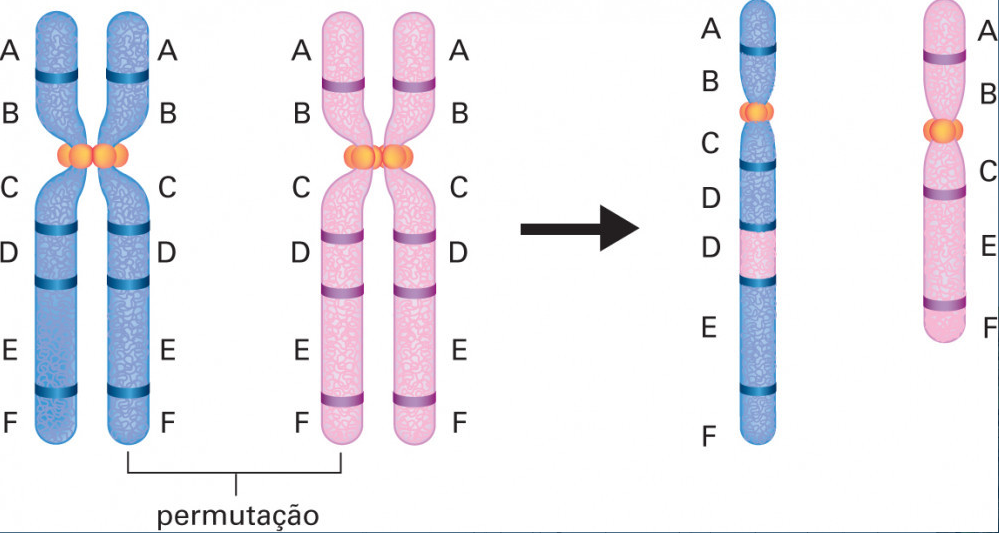 A A A A A A
B B B B B B
C C C C C C
D D D D D
D
E E E E E E
F F F F F F
permutação